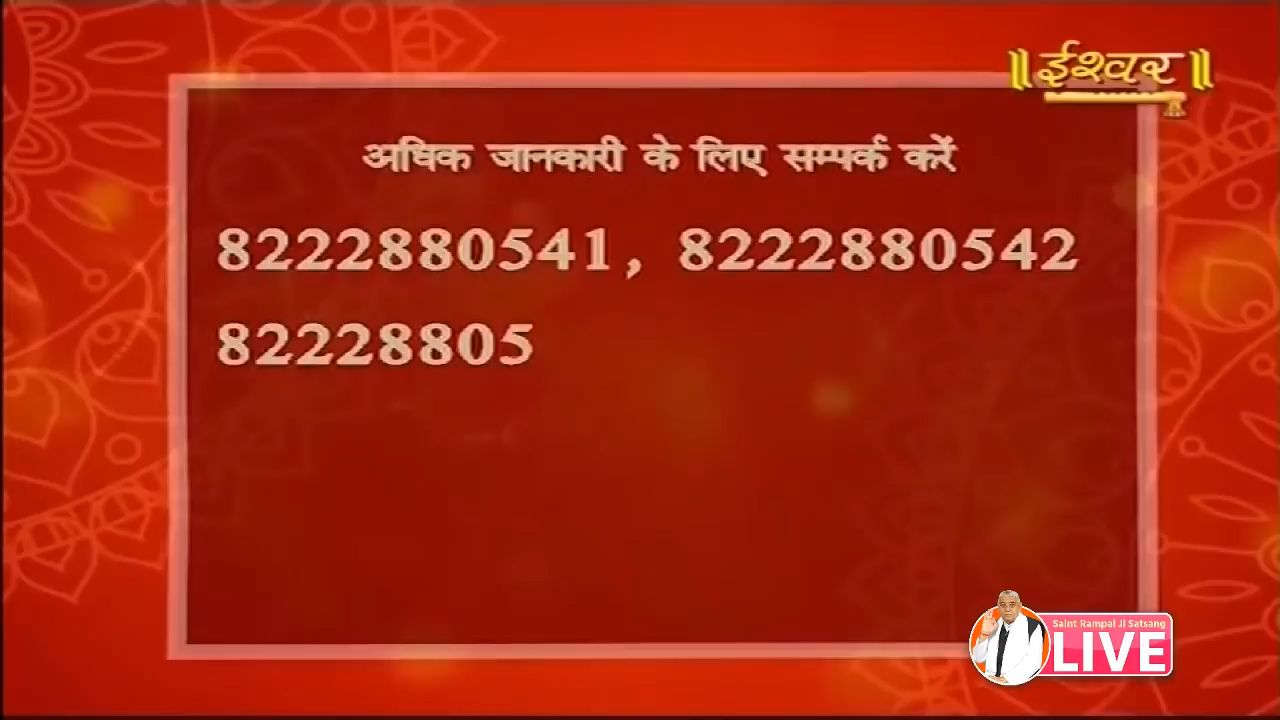 ॥ईश्वर॥
अधिक जानकारी के लिए सम्पर्क करें
8222880541, 8222880542
82228805
Saint Rampal Ji Satsang
LIVE